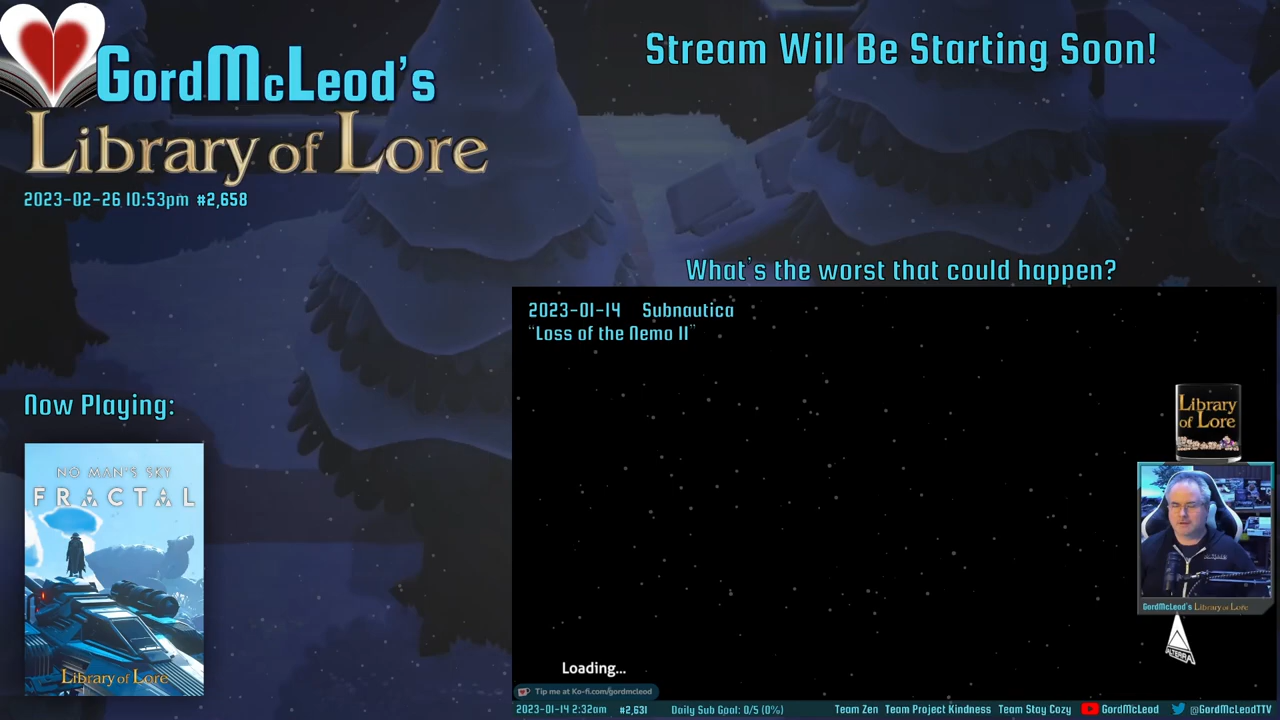 Stream Will Be Starting Soon!
GordMcLeod's
Library of Lore
2023-02-26 10:53pm #2,658
What's the worst that could happen?
2023-01-14 Subnautica
"Loss of the Nemo II"
Now Playing:
NO MAN'S SKY
FRACTAL
Library of Lore
Library
of Lore
GordMcLeod's Library of Lore
ALTERRA
Loading...
Tip me at Ko-fi.com/gordmcleod
2023-01-14 2:32am #2,631 Daily Sub Goal: 0/5 (0%) Team Zen Team Project Kindness Team Stay Cozy GordMcLeod @GordMcLeodTTV